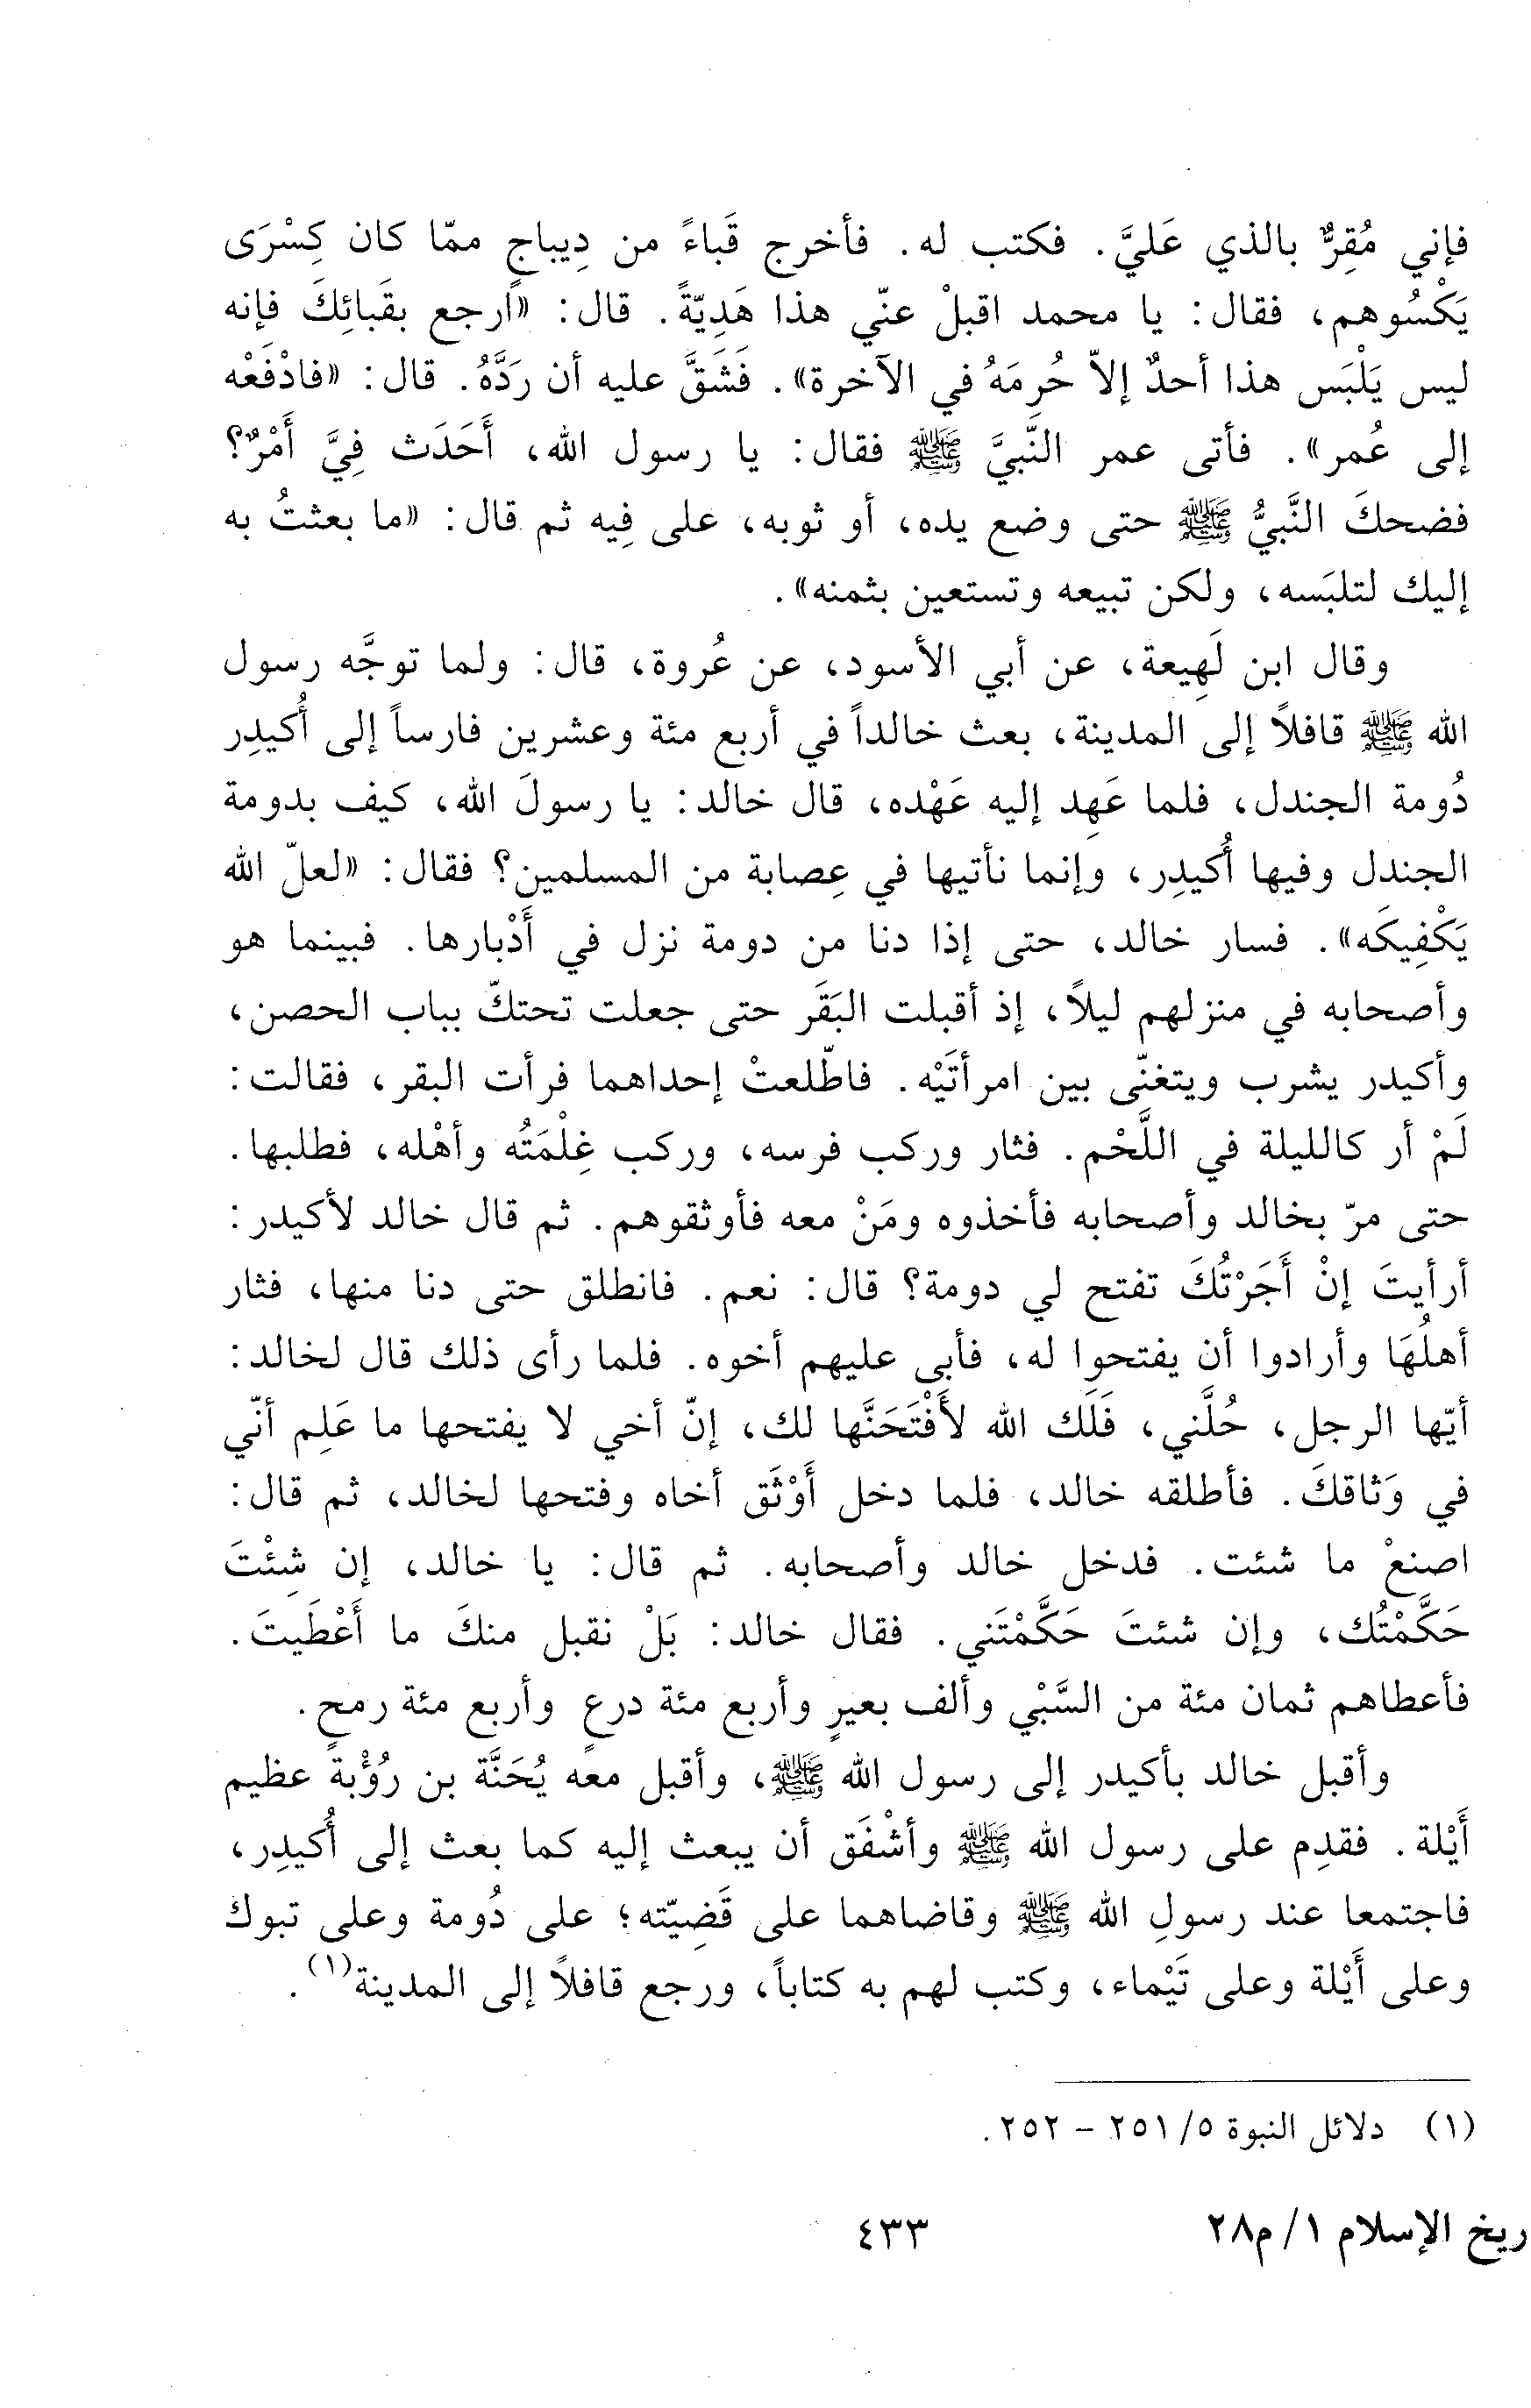 فإني مُقِرٌّ بالذي عَليَّ. فكتب له. فأخرج قَباءً من دِيباجٍ ممّا كان كِسْرَى
يَكْسُوهم، فقال: يا محمد اقبلْ عنّي هذا هَدِيّةً. قال: «ارجع بقَبائِكَ فإنه
ليس يَلْبَس هذا أحدٌ إلاّ حُرِمَهُ في الآخرة». فَشَقَّ عليه أن رَدَّهُ. قال: «فادْفَعْه
إلى عُمر». فأتى عمر النَّبيَّ ﷺ فقال: يا رسول الله، أَحَدَث فِيَّ أَمْرٌ؟
فضحكَ النَّبيُّ ﷺ حتى وضع يده، أو ثوبه، على فِيه ثم قال: «ما بعثتُ به
إليك لتلبَسه، ولكن تبيعه وتستعين بثمنه».
وقال ابن لَهِيعة، عن أبي الأسود، عن عُروة، قال: ولما توجَّه رسول
الله ﷺ قافلاً إلى المدينة، بعث خالداً في أربع مئة وعشرين فارساً إلى أُكيدِر
دُومة الجندل، فلما عَهِد إليه عَهْده، قال خالد: يا رسولَ الله، كيف بدومة
الجندل وفيها أُكيدِر، وإنما نأتيها في عِصابة من المسلمين؟ فقال: «لعلّ الله
يَكْفِيكَه». فسار خالد، حتى إذا دنا من دومة نزل في أَدْبارها. فبينما هو
وأصحابه في منزلهم ليلاً، إذ أقبلت البَقَر حتى جعلت تحتكّ بباب الحصن،
وأكيدر يشرب ويتغنّى بين امرأتَيْه. فاطّلعتْ إحداهما فرأت البقر، فقالت:
لَمْ أر كالليلة في اللَّحْم. فثار وركب فرسه، وركب غِلْمَتُه وأهْله، فطلبها.
حتى مرّ بخالد وأصحابه فأخذوه ومَنْ معه فأوثقوهم. ثم قال خالد لأكيدر:
أرأيتَ إنْ أَجَرْتُكَ تفتح لي دومة؟ قال: نعم. فانطلق حتى دنا منها، فثار
أهلُهَا وأرادوا أن يفتحوا له، فأبى عليهم أخوه. فلما رأى ذلك قال لخالد:
أيّها الرجل، حُلَّني، فَلَك الله لأَفْتَحَنَّها لك، إنّ أخي لا يفتحها ما عَلِم أنّي
في وَثاقكَ. فأطلقه خالد، فلما دخل أَوْثَق أخاه وفتحها لخالد، ثم قال:
اصنعْ ما شئت. فدخل خالد وأصحابه. ثم قال: يا خالد، إن شِئْتَ
حَكَّمْتُك، وإن شئتَ حَكَّمْتَني. فقال خالد: بَلْ نقبل منكَ ما أَعْطَيتَ.
فأعطاهم ثمان مئة من السَّبْي وألف بعيرٍ وأربع مئة درعٍ وأربع مئة رمحٍ.
وأقبل خالد بأكيدر إلى رسول الله ﷺ، وأقبل معه يُحَنَّة بن رُؤْبة عظيم
أَيْلة. فقدِم على رسول الله ﷺ وأشْفَق أن يبعث إليه كما بعث إلى أُكيدِر،
فاجتمعا عند رسولِ الله ﷺ وقاضاهما على قَضِيّته؛ على دُومة وعلى تبوك
وعلى أَيْلة وعلى تَيْماء، وكتب لهم به كتاباً، ورجع قافلاً إلى المدينة(١).
(١) دلائل النبوة ٥/ ٢٥١ - ٢٥٢.
ريخ الإسلام ١/ م٢٨
٤٣٣